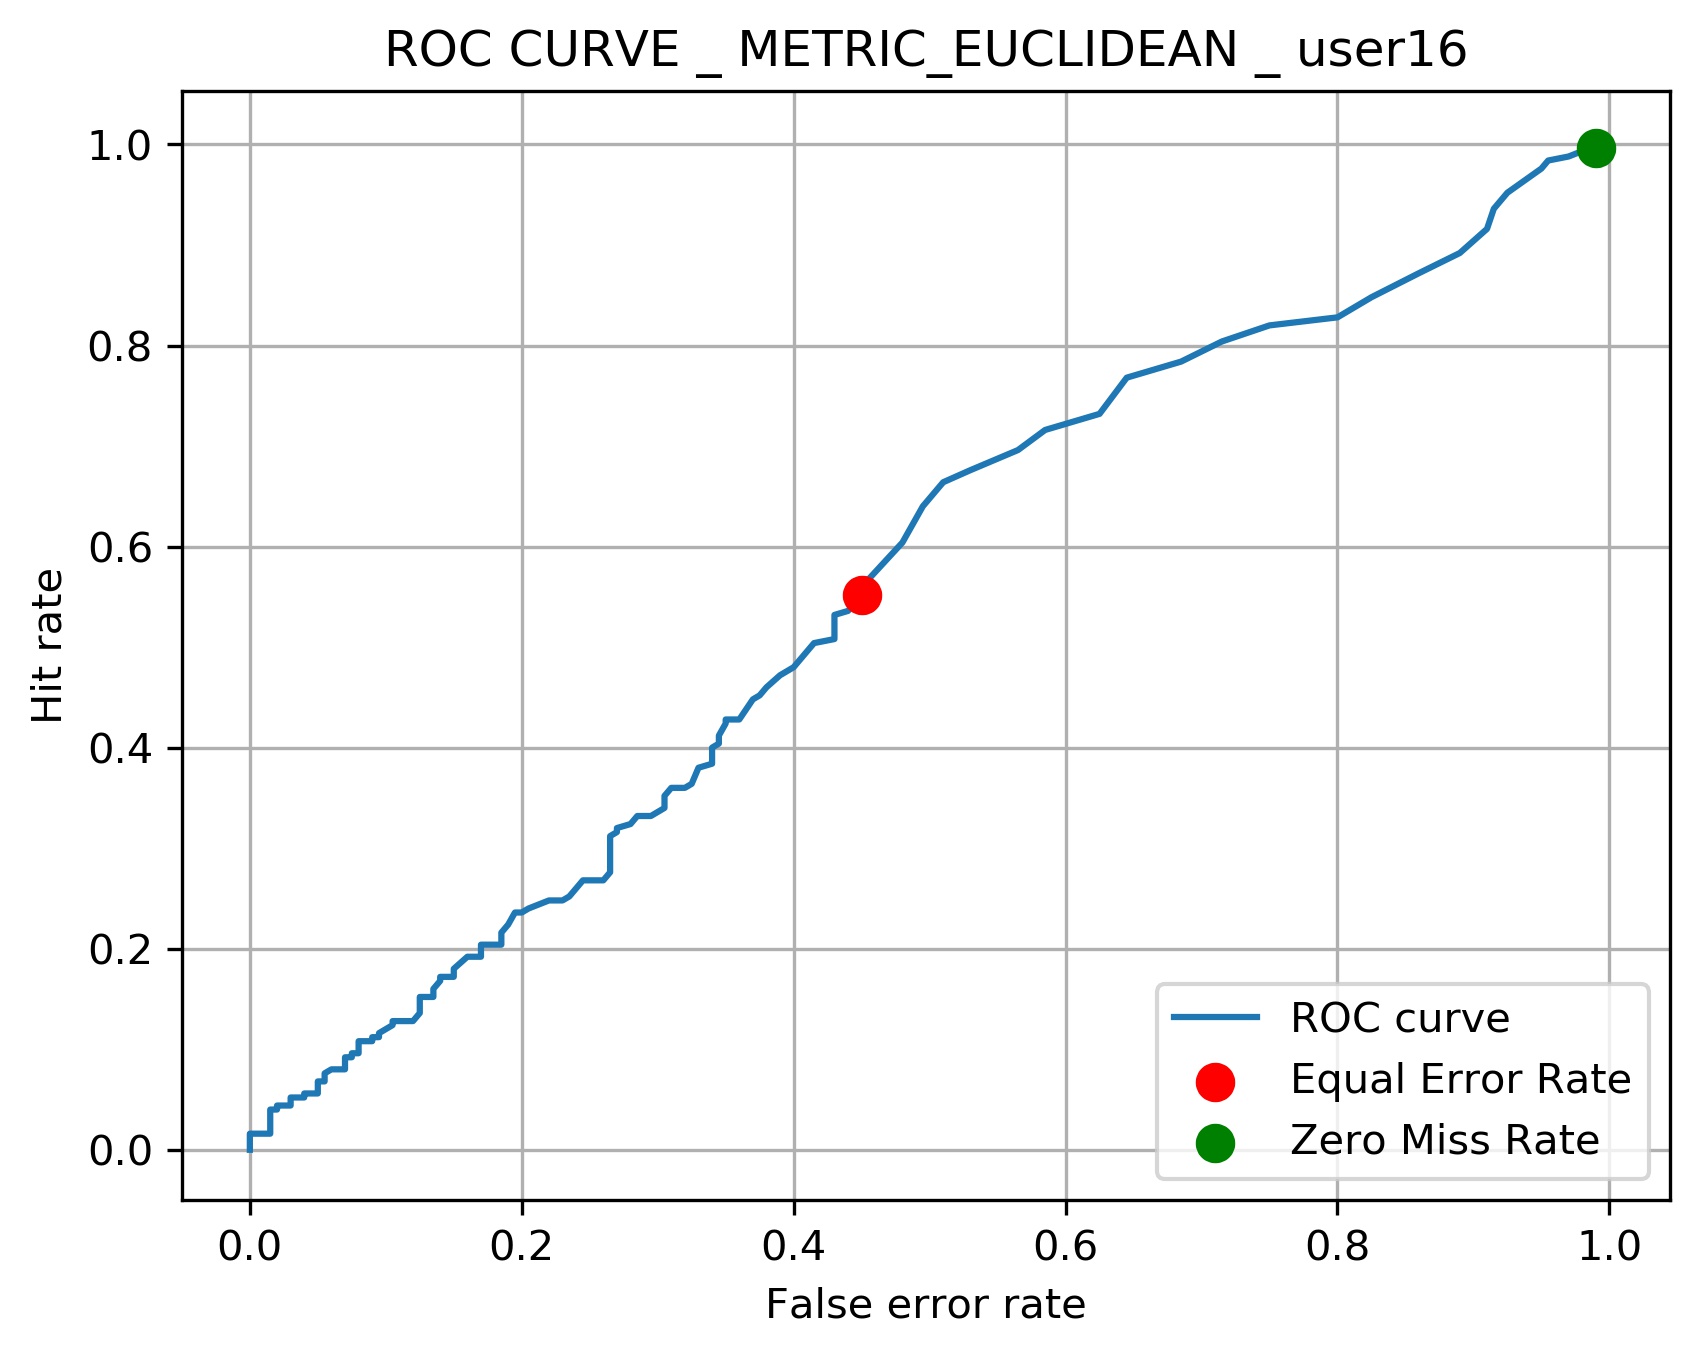 ROC CURVE _ METRIC_EUCLIDEAN _ user16
1.0
0.8
0.6
0.4
0.2
0.0
Hit rate
ROC curve
Equal Error Rate
Zero Miss Rate
0.0 0.2 0.4 0.6 0.8 1.0
False error rate